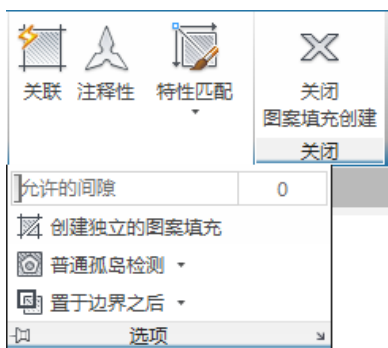 关联 注释性 特性匹配 关闭
图案填充创建
关闭
允许的间隙 0
创建独立的图案填充
普通孤岛检测
置于边界之后
选项